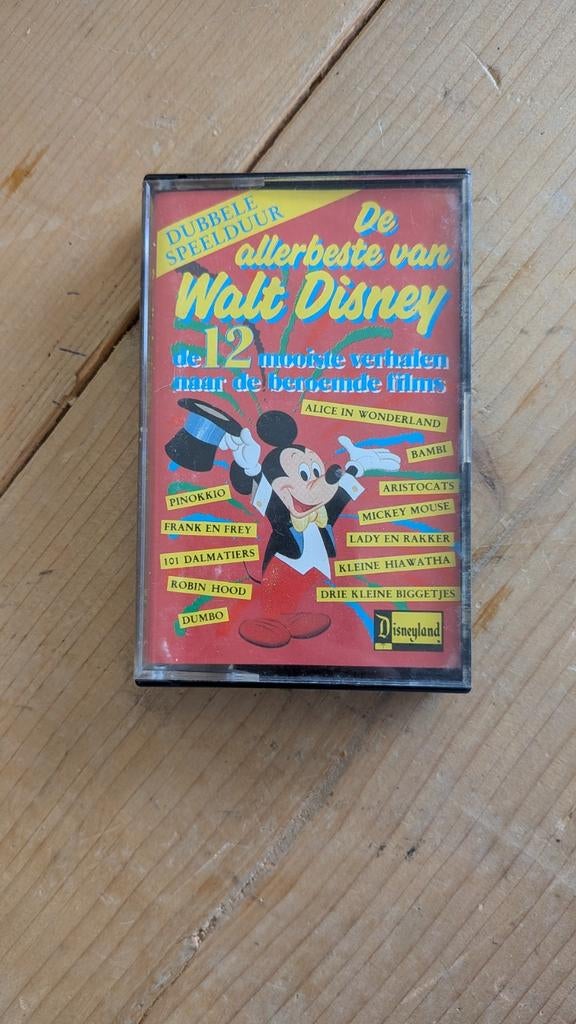 DUBBELE
SPEELDUUR
De
allerbeste van
Walt Disney
de 12 mooiste verhalen
naar de beroemde films
ALICE IN WONDERLAND
BAMBI
ARISTOCATS
MICKEY MOUSE
LADY EN RAKKER
KLEINE HIAWATHA
DRIE KLEINE BIGGETJES
PINOKKIO
FRANK EN FREY
101 DALMATIERS
ROBIN HOOD
DUMBO
Disneyland